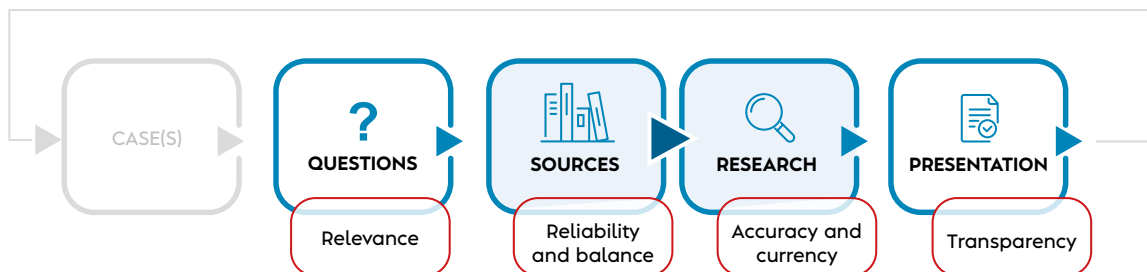 CASE(S)
?
QUESTIONS
SOURCES
RESEARCH
PRESENTATION
Relevance
Reliability
and balance
Accuracy and
currency
Transparency